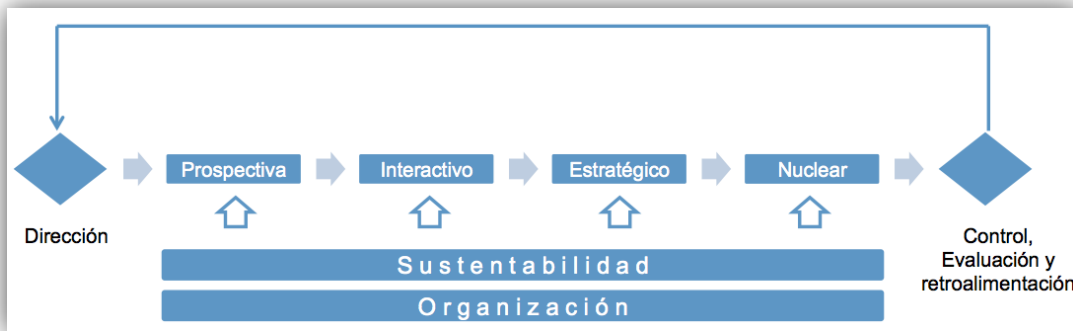 Prospectiva
Interactivo
Estratégico
Nuclear
Dirección
Control,
Evaluación y
retroalimentación
Sustentabilidad
Organización